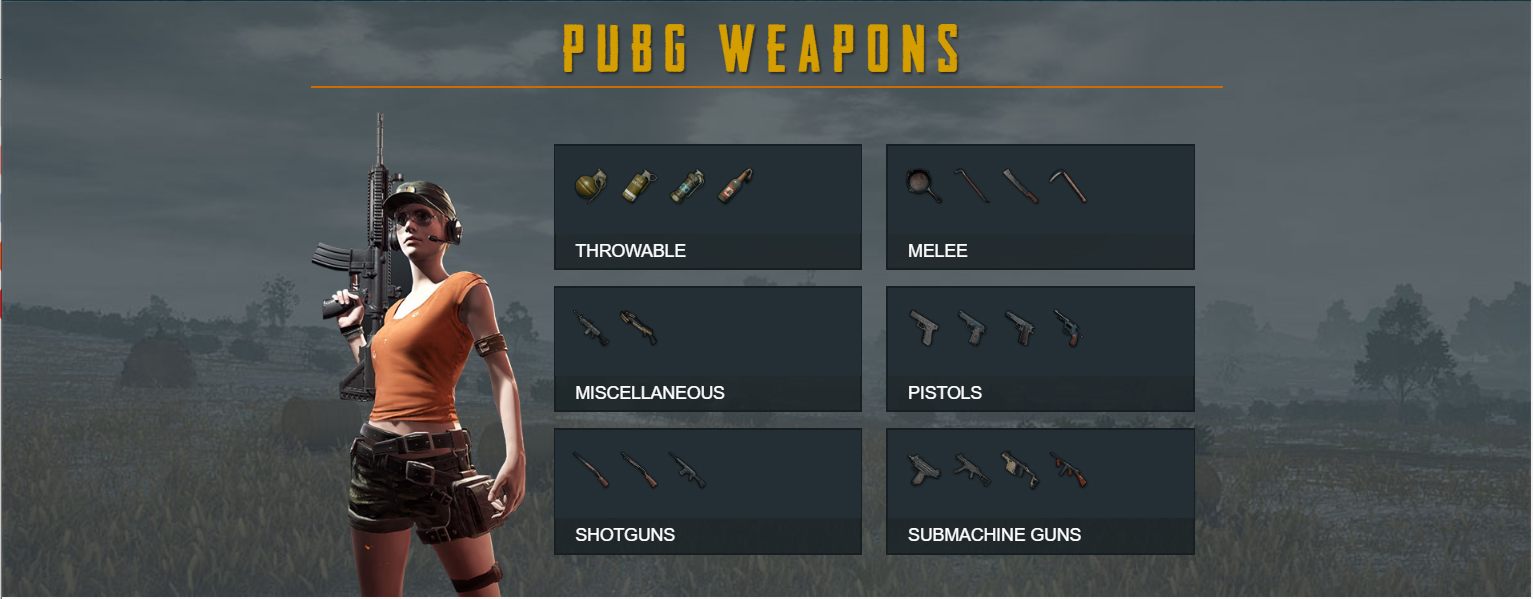 PUBG WEAPONS
THROWABLE
MELEE
MISCELLANEOUS
PISTOLS
SHOTGUNS
SUBMACHINE GUNS